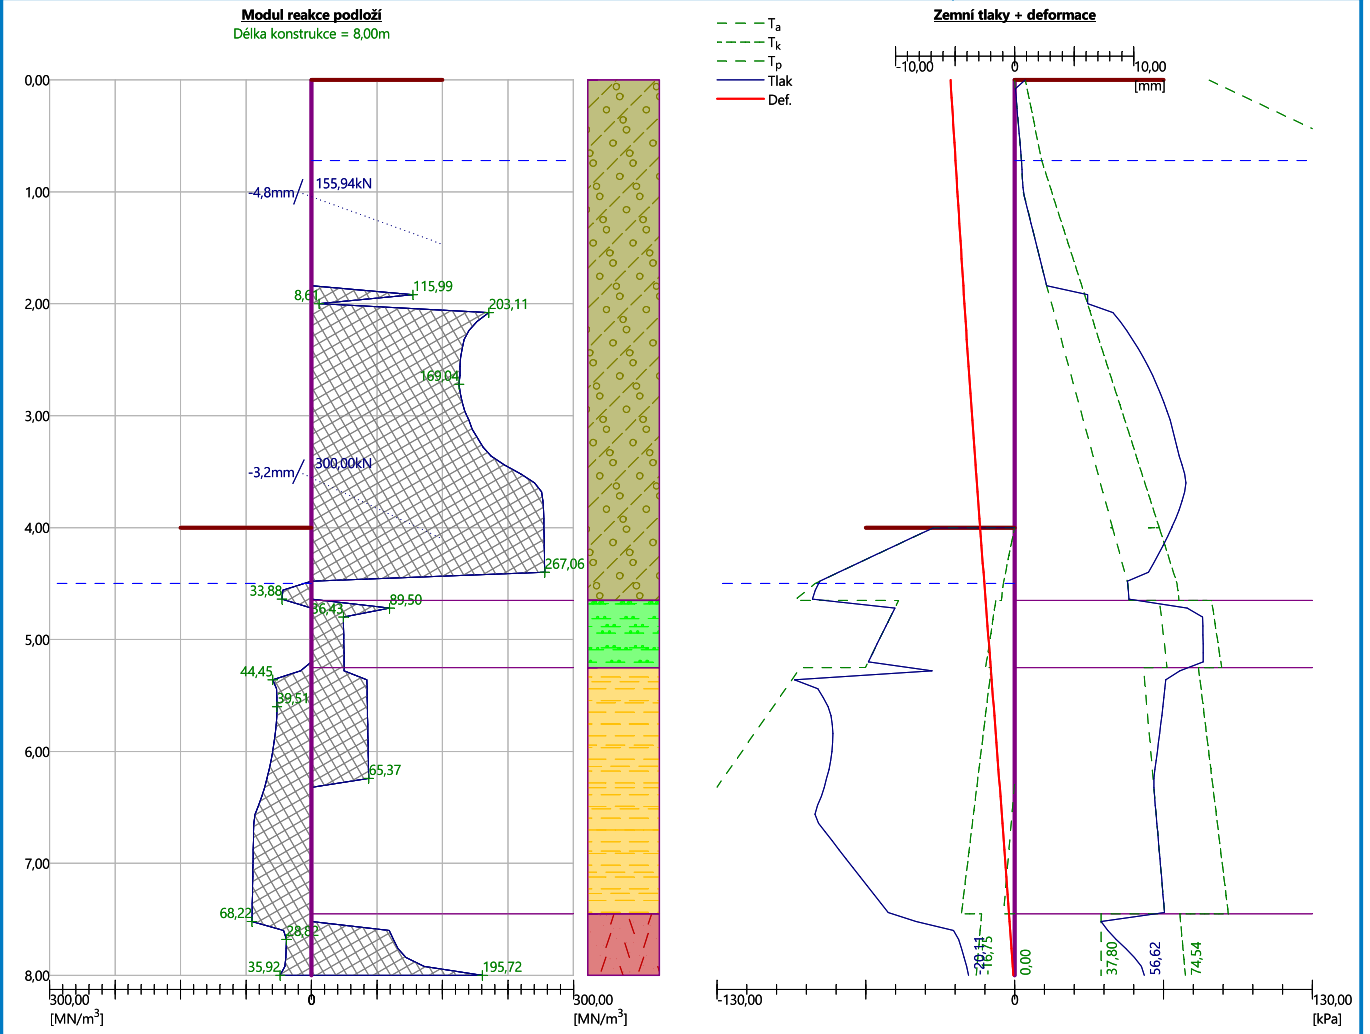 Modul reakce podloží
Délka konstrukce = 8,00m
0,00
1,00
2,00
3,00
4,00
5,00
6,00
7,00
8,00
-4,8mm
155,94kN
115,99
8,61
203,11
169,04
-3,2mm
300,00kN
267,06
33,88
89,50
36,43
44,45
39,51
65,37
68,22
28,82
35,92
195,72
300,00
0
300,00
[MN/m³]
[MN/m³]
Ta
Tk
Tp
Tlak
Def.
Zemní tlaky + deformace
-10,00
0
10,00
[mm]
-20,11
-16,75
0,00
37,80
56,62
74,54
-130,00
0
130,00
[kPa]